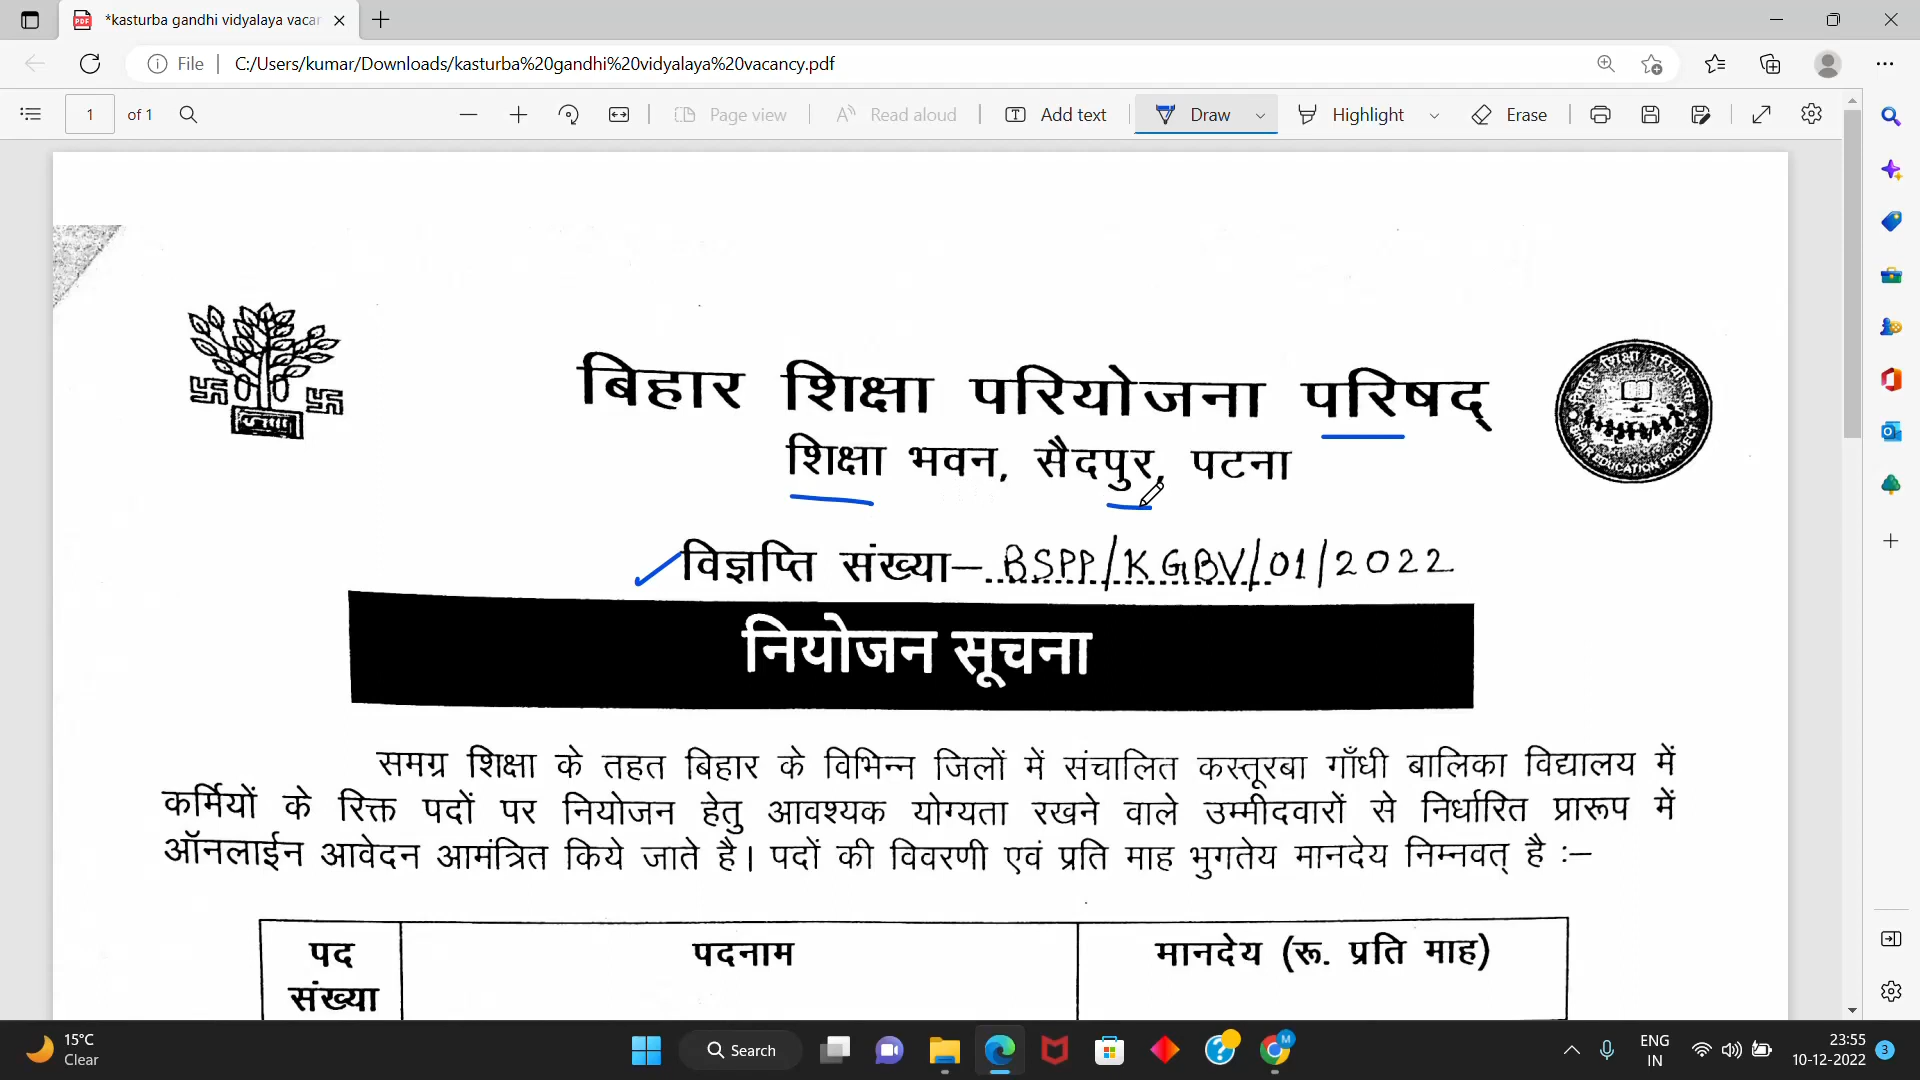 *kasturba gandhi vidyalaya vacan
File C:/Users/kumar/Downloads/kasturba%20gandhi%20vidyalaya%20vacancy.pdf
1 of 1 Page view Read aloud Add text Draw Highlight Erase
बिहार शिक्षा परियोजना परिषद्
शिक्षा भवन, सैदपुर, पटना
BIHAR EDUCATION PROJECT
विज्ञप्ति संख्या– BSPP/KGBV/01/2022
नियोजन सूचना
समग्र शिक्षा के तहत बिहार के विभिन्न जिलों में संचालित कस्तूरबा गाँधी बालिका विद्यालय में
कर्मियों के रिक्त पदों पर नियोजन हेतु आवश्यक योग्यता रखने वाले उम्मीदवारों से निर्धारित प्रारूप में
ऑनलाईन आवेदन आमंत्रित किये जाते है। पदों की विवरणी एवं प्रति माह भुगतेय मानदेय निम्नवत् है :–
पद संख्या
पदनाम
मानदेय (रू. प्रति माह)
15°C
Clear
Search
M
ENG
IN
23:55
10-12-2022
3